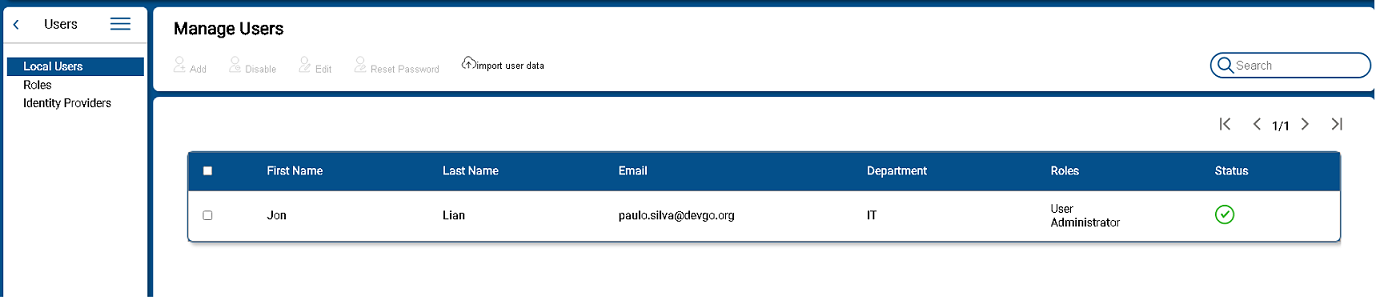 Users
Local Users
Roles
Identity Providers
Manage Users
Add Disable Edit Reset Password import user data
Search
1/1
First Name Last Name Email Department Roles Status
Jon Lian paulo.silva@devgo.org IT User
Administrator